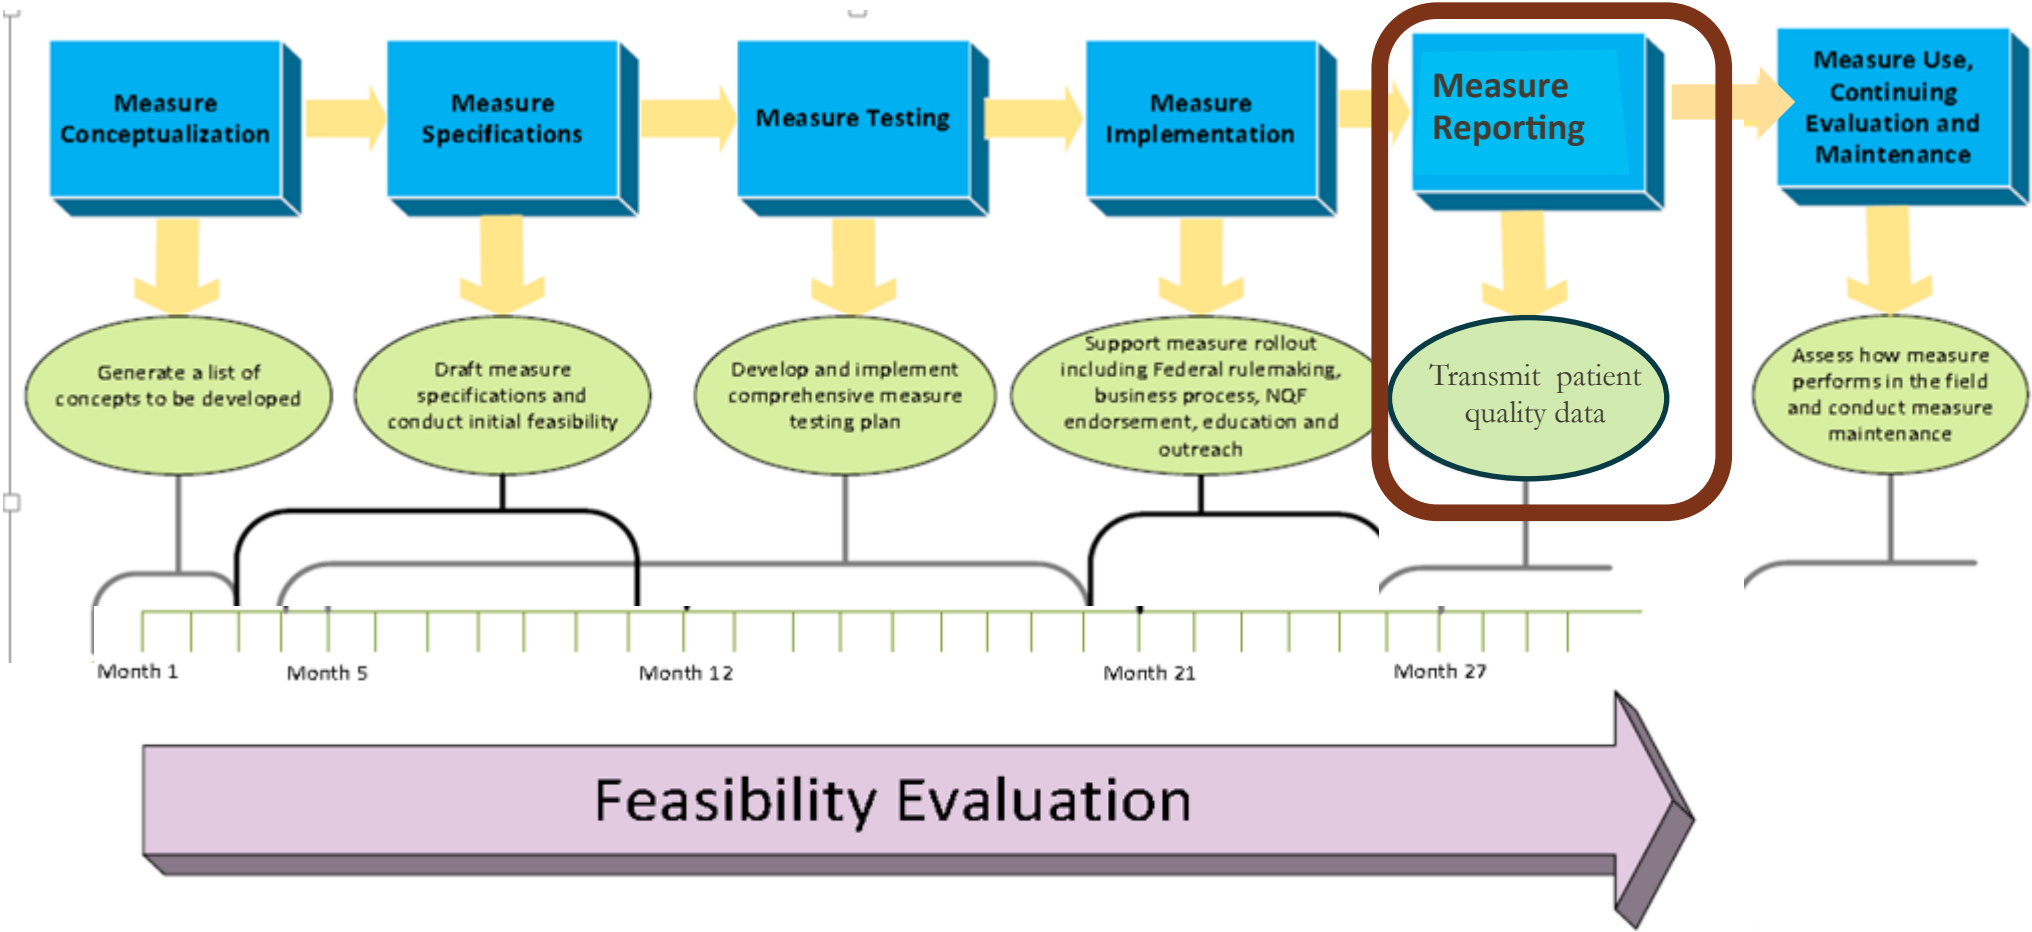 Measure
Conceptualization
Measure
Specifications
Measure Testing
Measure
Implementation
Measure
Reporting
Measure Use,
Continuing
Evaluation and
Maintenance
Generate a list of
concepts to be developed
Draft measure
specifications and
conduct initial feasibility
Develop and implement
comprehensive measure
testing plan
Support measure rollout
including Federal rulemaking,
business process, NQF
endorsement, education and
outreach
Transmit patient
quality data
Assess how measure
performs in the field
and conduct measure
maintenance
Month 1
Month 5
Month 12
Month 21
Month 27
Feasibility Evaluation